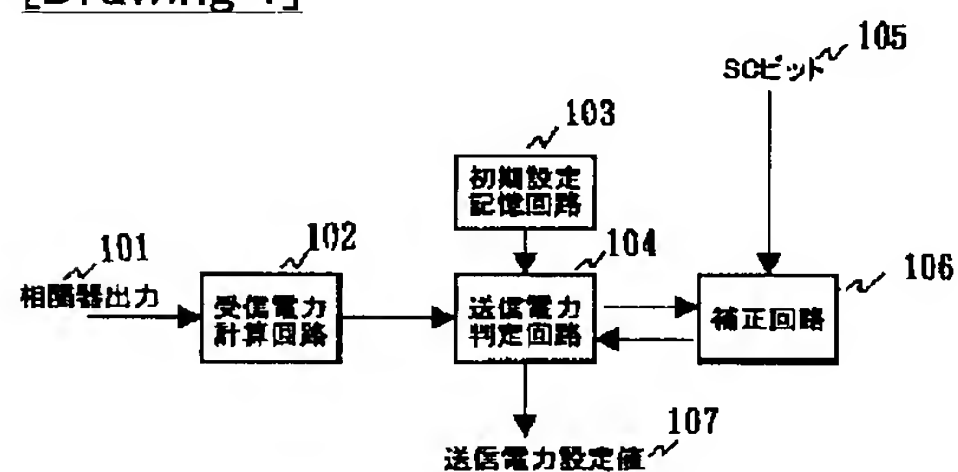 [Drawing 1]
105
SCビット
103
初期設定
記憶回路
101
相関器出力
102
受信電力
計算回路
104
送信電力
判定回路
106
補正回路
107
送信電力設定値